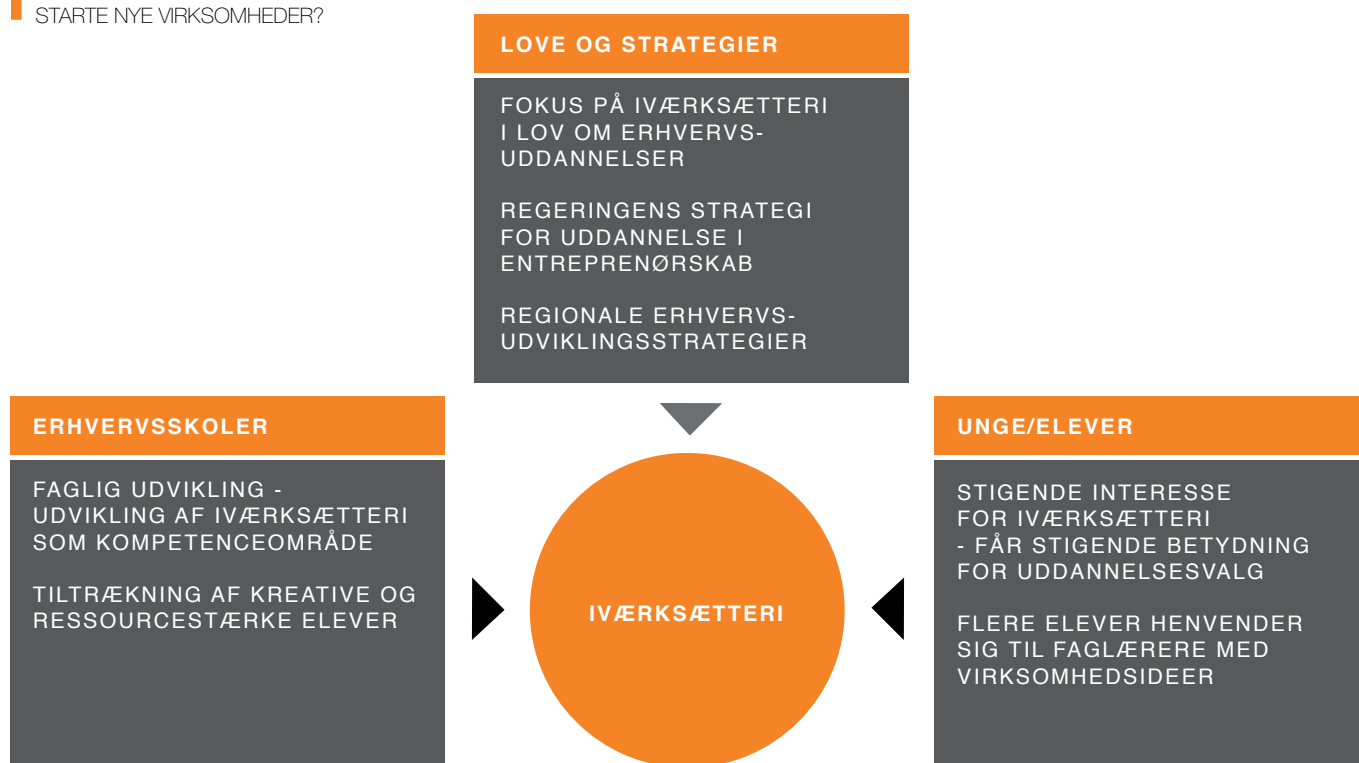 STARTE NYE VIRKSOMHEDER?
LOVE OG STRATEGIER
FOKUS PÅ IVÆRKSÆTTERI
I LOV OM ERHVERVS-
UDDANNELSER
REGERINGENS STRATEGI
FOR UDDANNELSE I
ENTREPRENØRSKAB
REGIONALE ERHVERVS-
UDVIKLINGSSTRATEGIER
ERHVERVSSKOLER
FAGLIG UDVIKLING -
UDVIKLING AF IVÆRKSÆTTERI
SOM KOMPETENCEOMRÅDE
TILTRÆKNING AF KREATIVE OG
RESSOURCESTÆRKE ELEVER
IVÆRKSÆTTERI
UNGE/ELEVER
STIGENDE INTERESSE
FOR IVÆRKSÆTTERI
- FÅR STIGENDE BETYDNING
FOR UDDANNELSESVALG
FLERE ELEVER HENVENDER
SIG TIL FAGLÆRERE MED
VIRKSOMHEDSIDEER